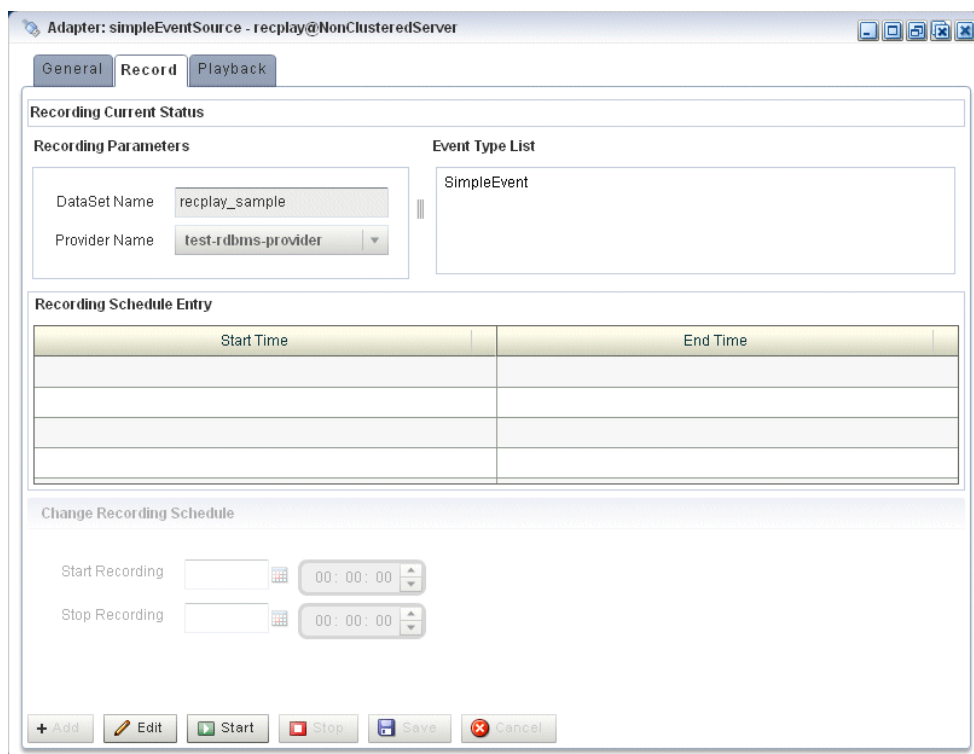 Adapter: simpleEventSource - recplay@NonClusteredServer
General Record Playback
Recording Current Status
Recording Parameters
DataSet Name recplay_sample
Provider Name test-rdbms-provider
Event Type List
SimpleEvent
Recording Schedule Entry
Start Time End Time
Change Recording Schedule
Start Recording 00: 00: 00
Stop Recording 00: 00: 00
Add Edit Start Stop Save Cancel